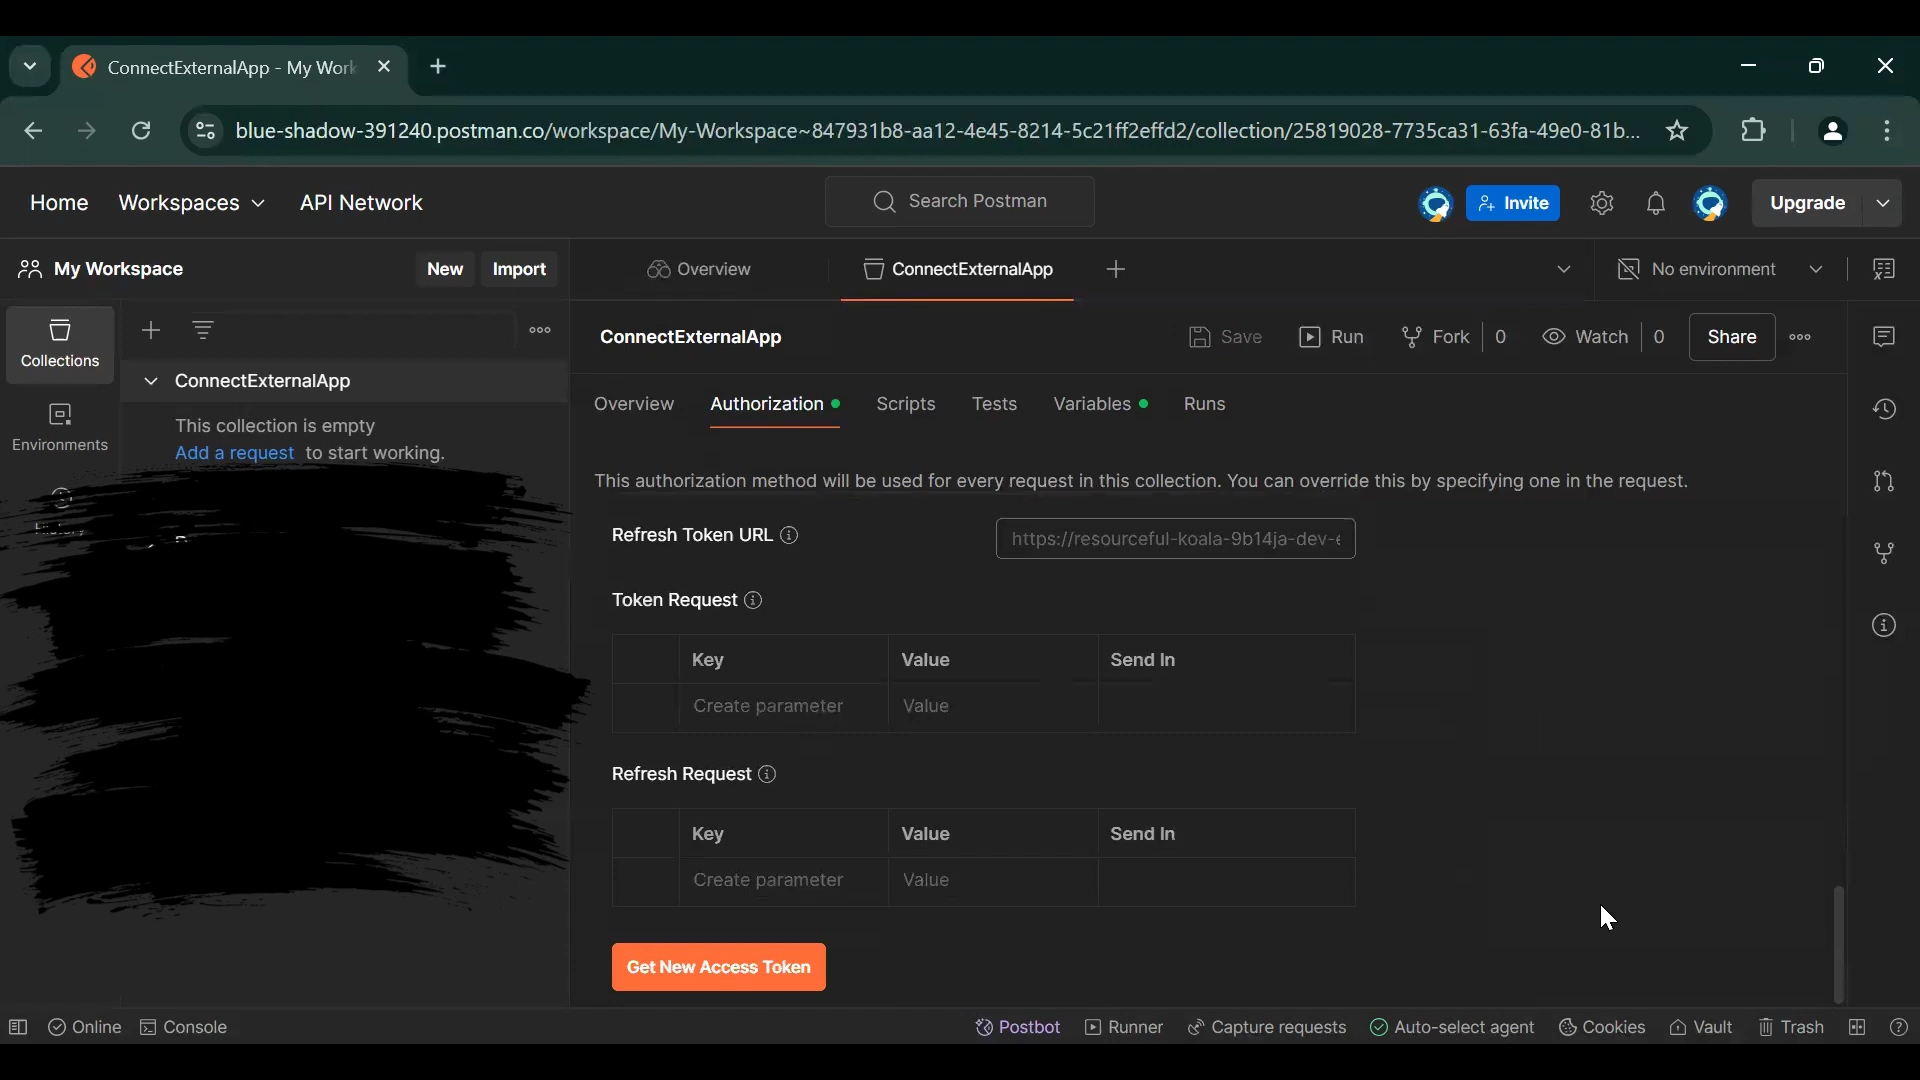 ConnectExternalApp - My Work
blue-shadow-391240.postman.co/workspace/My-Workspace~847931b8-aa12-4e45-8214-5c21ff2effd2/collection/25819028-7735ca31-63fa-49e0-81b...
Home Workspaces API Network Search Postman Invite Upgrade
My Workspace New Import Overview ConnectExternalApp No environment
Collections
ConnectExternalApp Save Run Fork 0 Watch 0 Share
ConnectExternalApp
Overview Authorization Scripts Tests Variables Runs
This collection is empty
Environments
Add a request to start working.
This authorization method will be used for every request in this collection. You can override this by specifying one in the request.
Refresh Token URL https://resourceful-koala-9b14ja-dev-
Token Request
Key Value Send In
Create parameter Value
Refresh Request
Key Value Send In
Create parameter Value
Get New Access Token
Online Console Postbot Runner Capture requests Auto-select agent Cookies Vault Trash